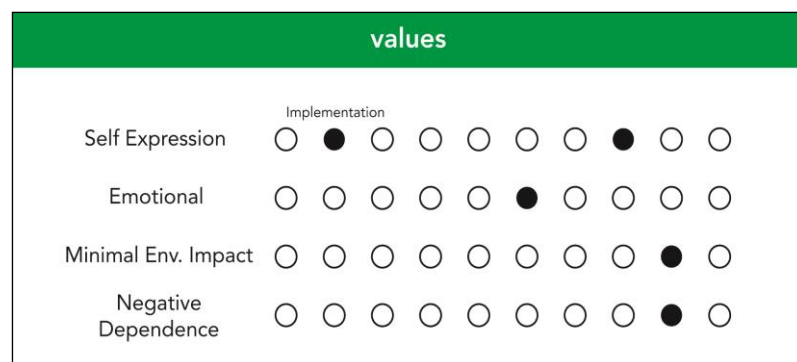 values
Implementation
Self Expression
Emotional
Minimal Env. Impact
Negative
Dependence